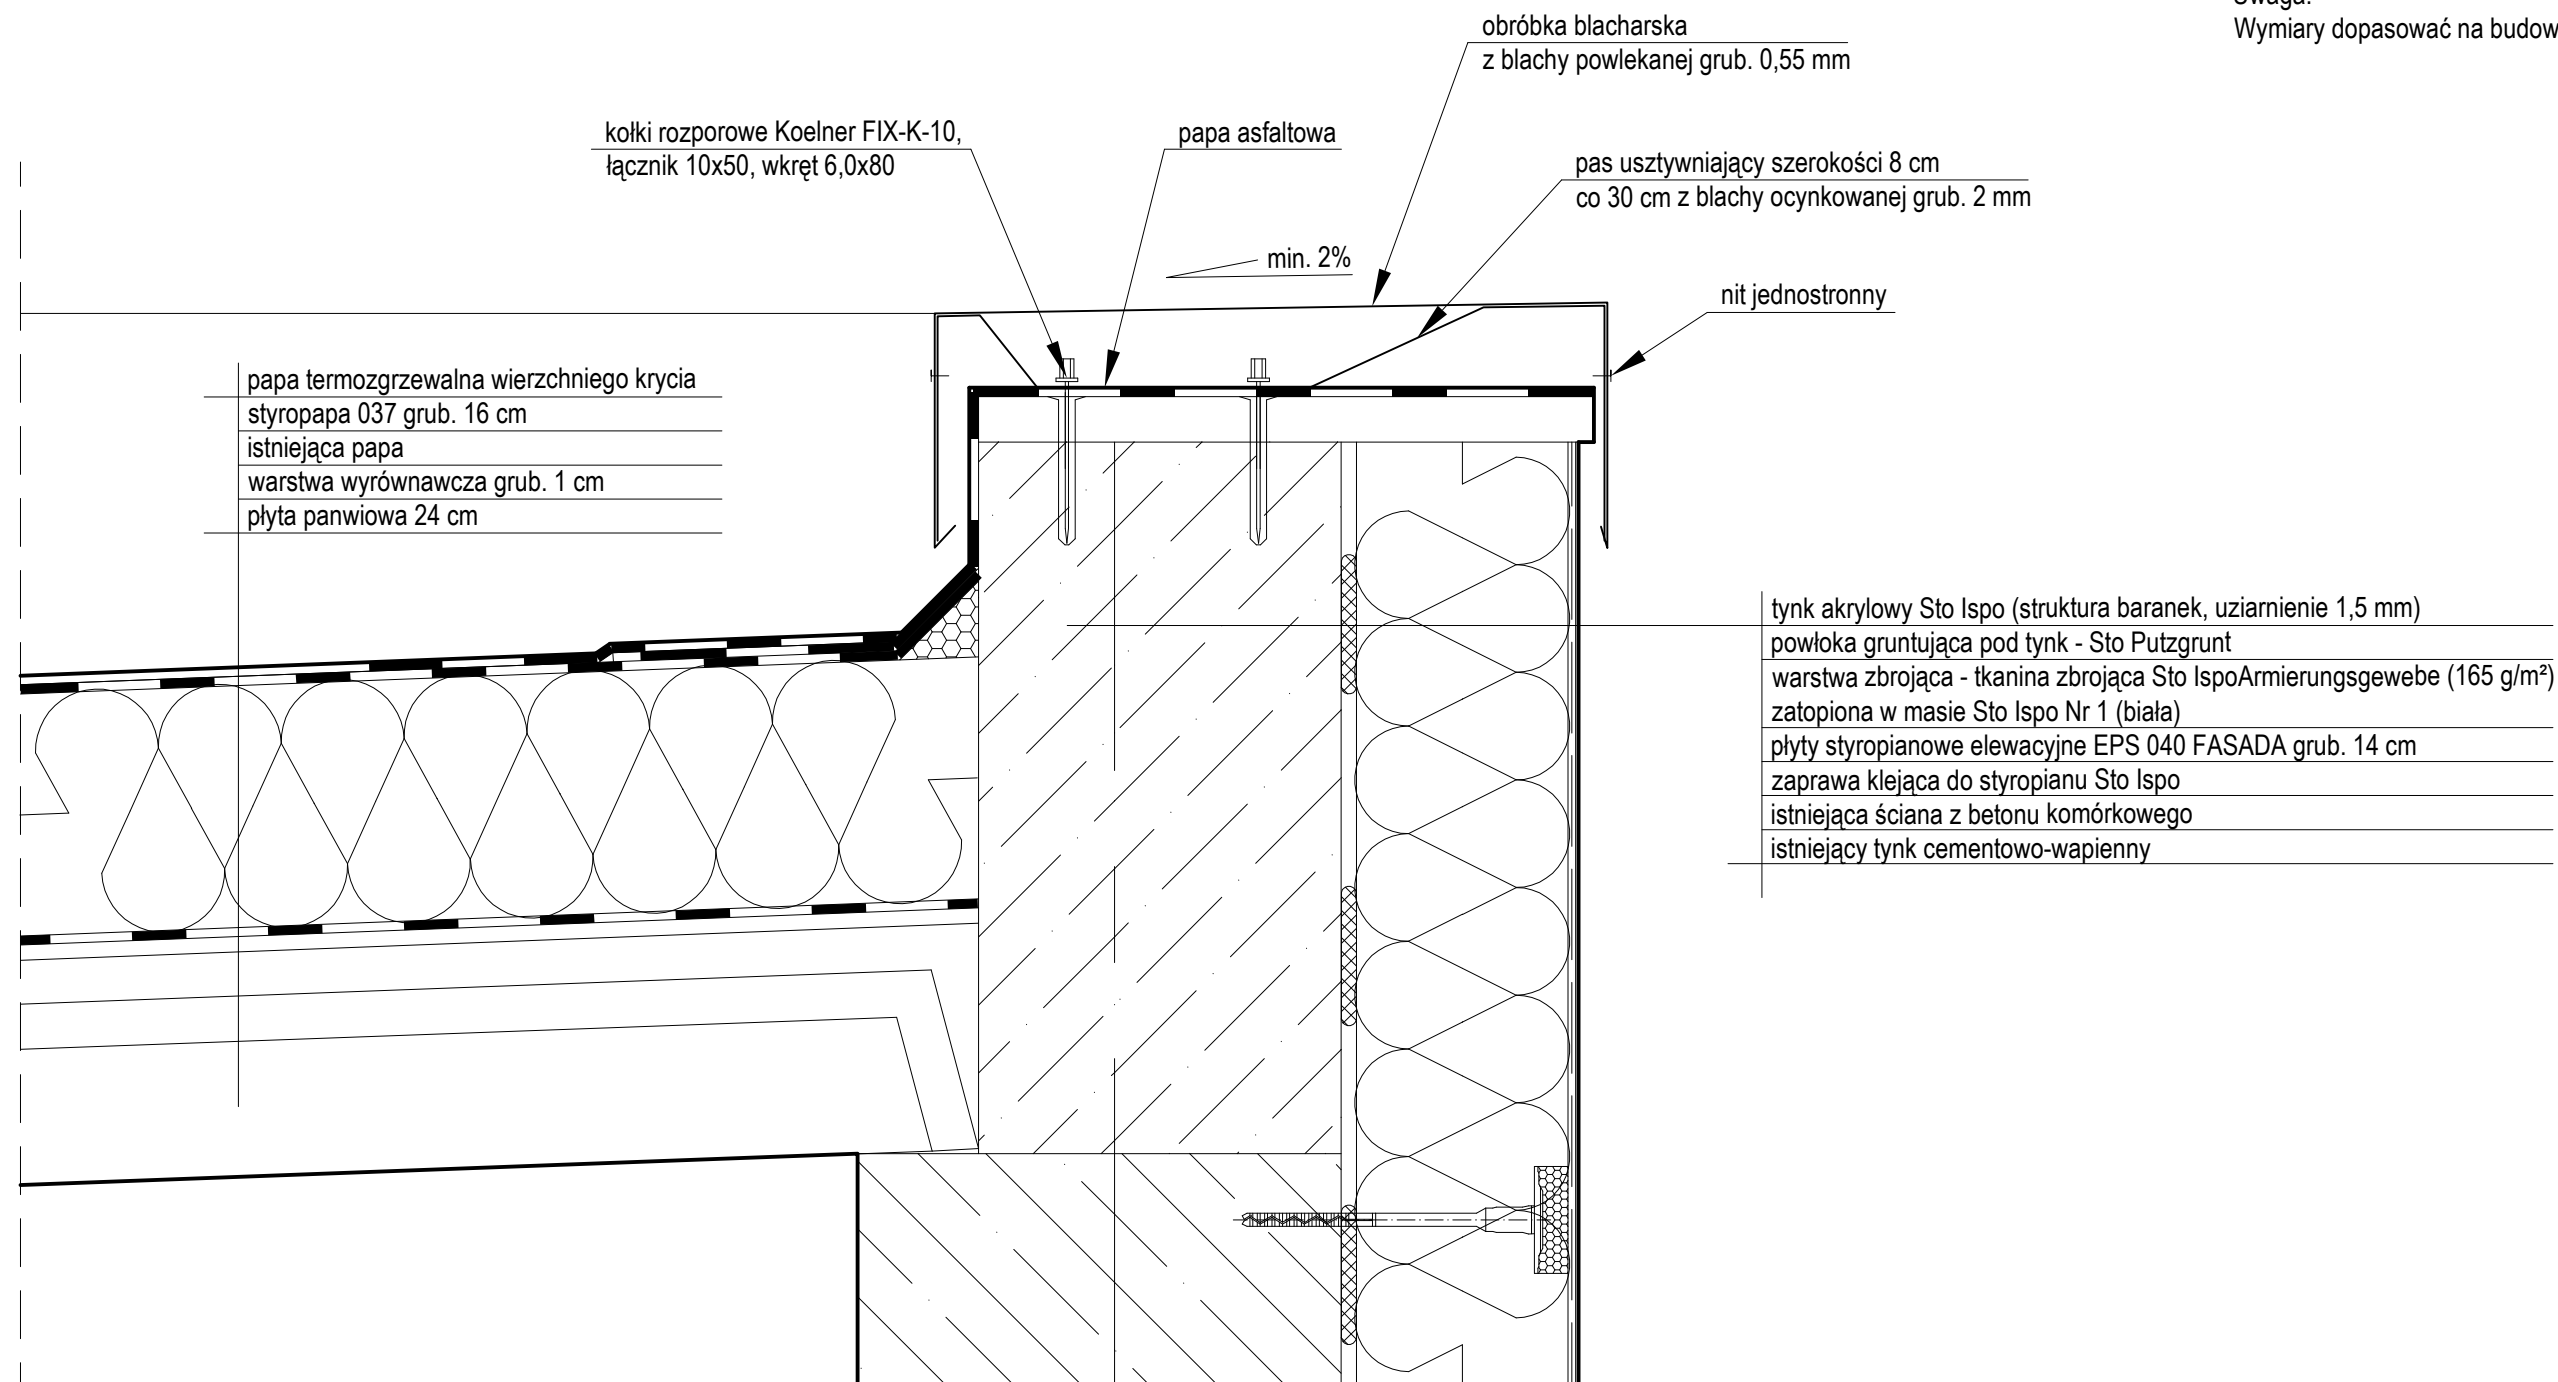 Uwaga:
Wymiary dopasować na budow
obróbka blacharska
z blachy powlekanej grub. 0,55 mm
kołki rozporowe Koelner FIX-K-10,
łącznik 10x50, wkręt 6,0x80
papa asfaltowa
pas usztywniający szerokości 8 cm
co 30 cm z blachy ocynkowanej grub. 2 mm
min. 2%
nit jednostronny
papa termozgrzewalna wierzchniego krycia
styropapa 037 grub. 16 cm
istniejąca papa
warstwa wyrównawcza grub. 1 cm
płyta panwiowa 24 cm
tynk akrylowy Sto Ispo (struktura baranek, uziarnienie 1,5 mm)
powłoka gruntująca pod tynk - Sto Putzgrunt
warstwa zbrojąca - tkanina zbrojąca Sto IspoArmierungsgewebe (165 g/m²)
zatopiona w masie Sto Ispo Nr 1 (biała)
płyty styropianowe elewacyjne EPS 040 FASADA grub. 14 cm
zaprawa klejąca do styropianu Sto Ispo
istniejąca ściana z betonu komórkowego
istniejący tynk cementowo-wapienny